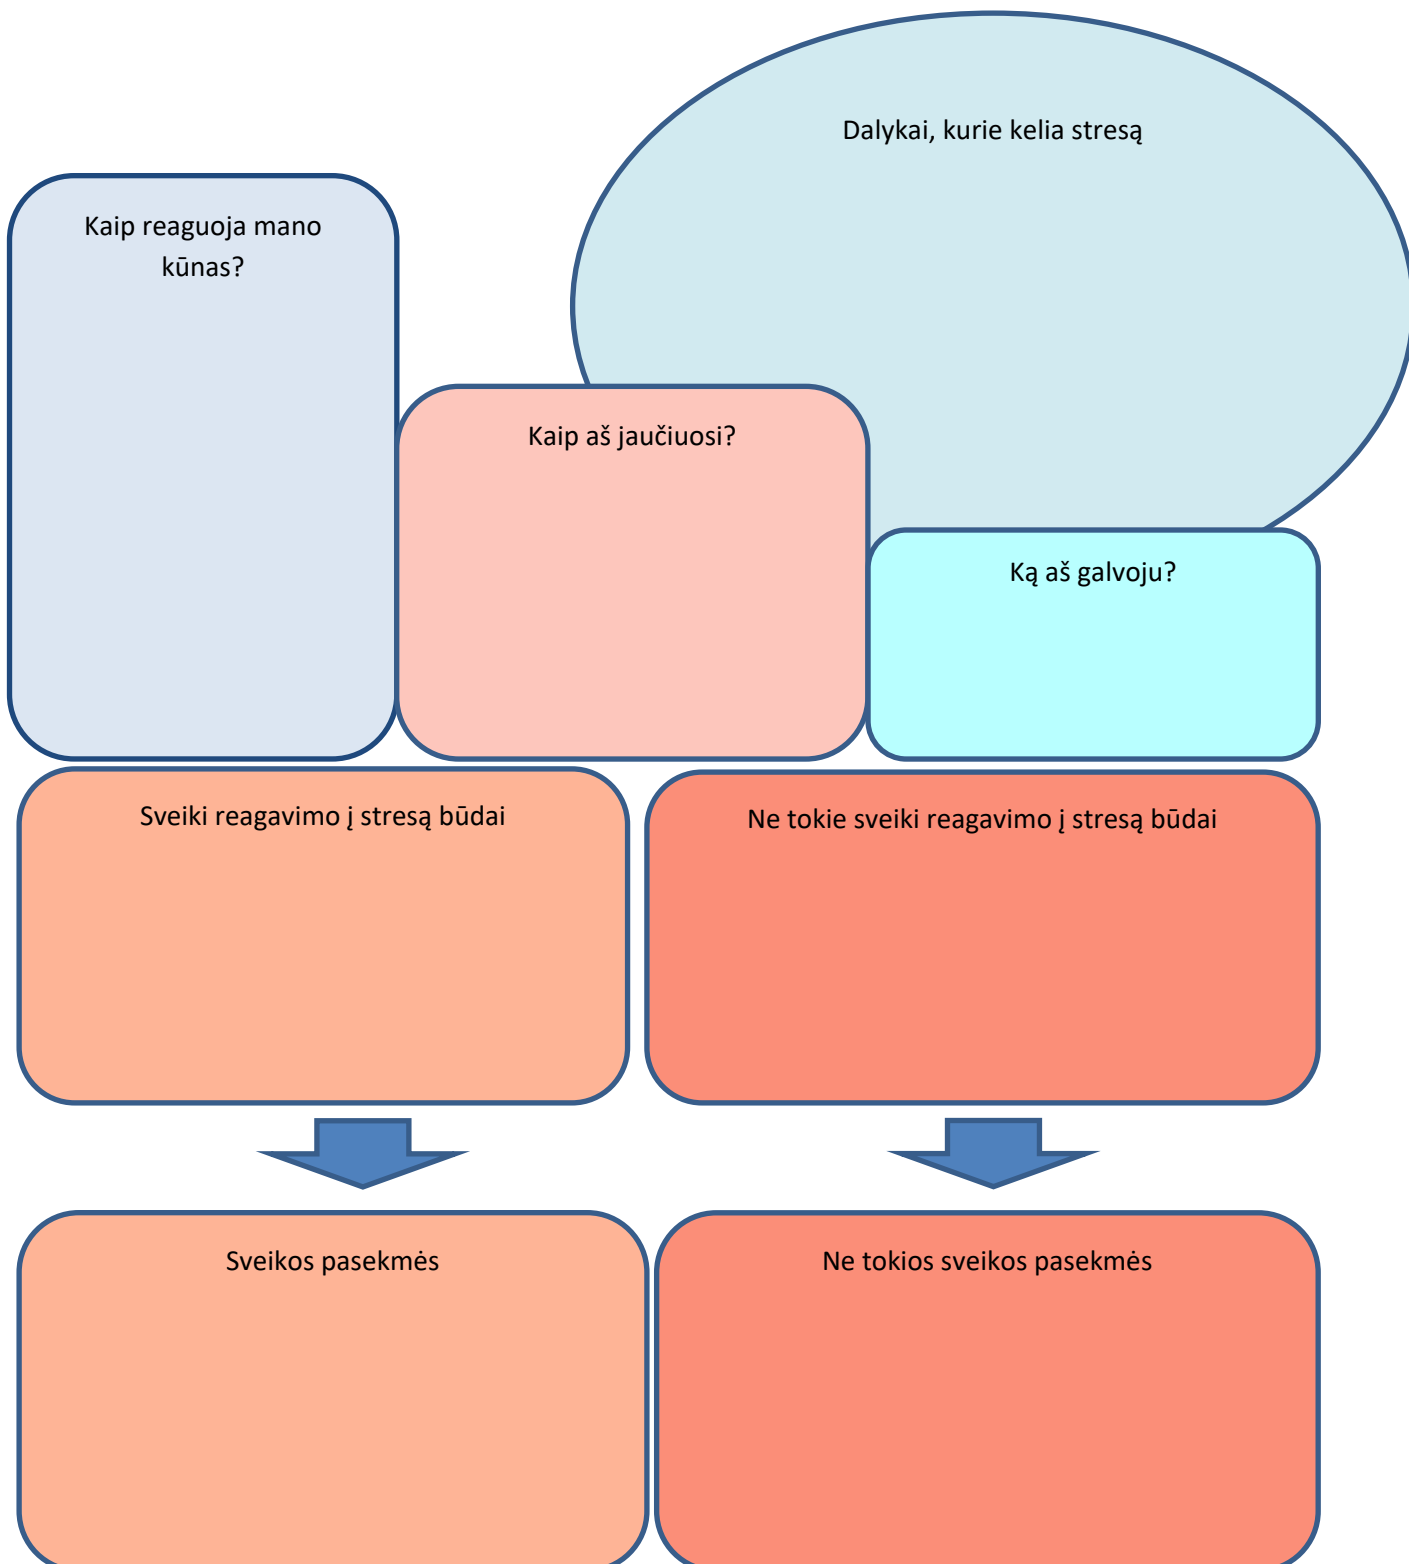 Dalykai, kurie kelia stresą
Kaip reaguoja mano
kūnas?
Kaip aš jaučiuosi?
Ką aš galvoju?
Sveiki reagavimo į stresą būdai
Ne tokie sveiki reagavimo į stresą būdai
Sveikos pasekmės
Ne tokios sveikos pasekmės